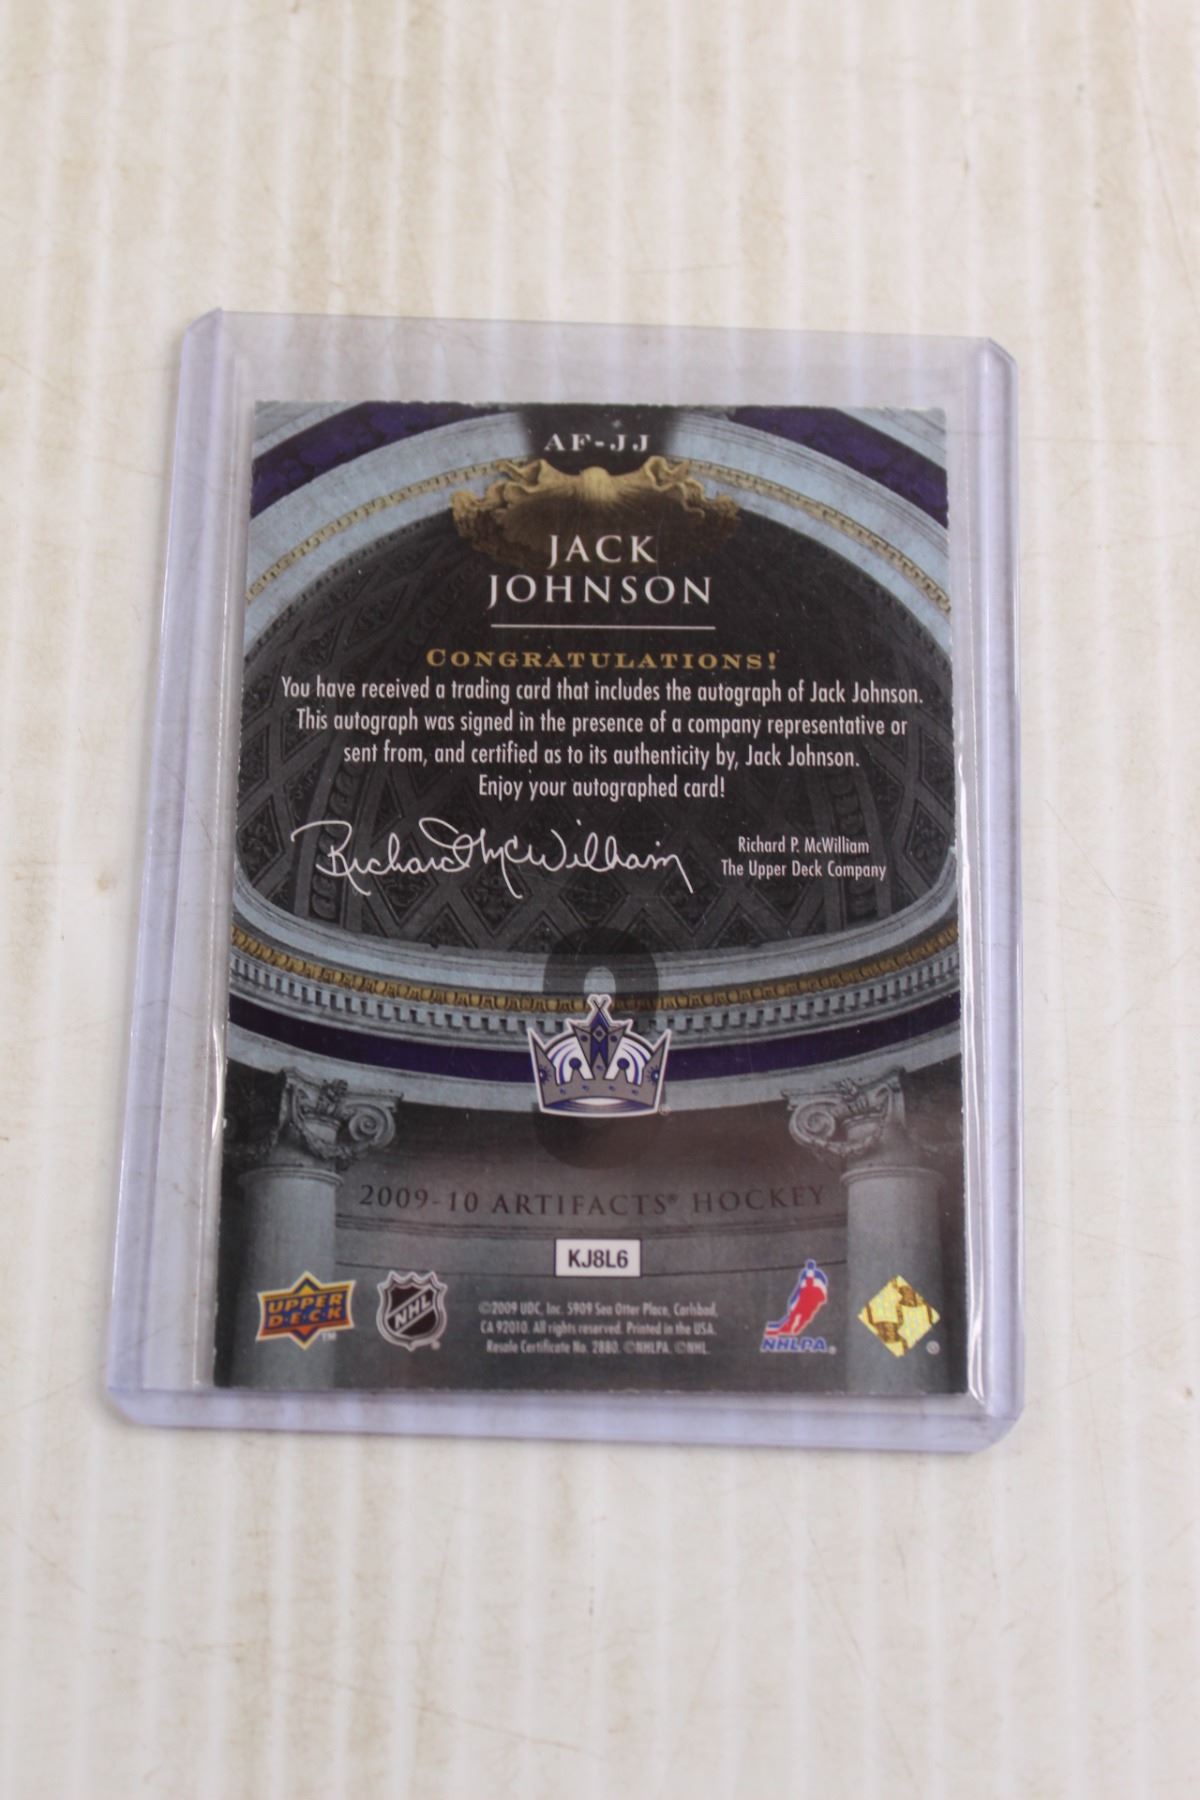 AF-JJ
JACK
JOHNSON
CONGRATULATIONS!
You have received a trading card that includes the autograph of Jack Johnson.
This autograph was signed in the presence of a company representative or
sent from, and certified as to its authenticity by, Jack Johnson.
Enjoy your autographed card!
Richard McWilliam
Richard P. McWilliam
The Upper Deck Company
2009-10 ARTIFACTS® HOCKEY
KJ8L6
UPPER
D·E·C·K
TM
NHL
®
©2009 UDC, Inc. 5909 Sea Otter Place, Carlsbad,
CA 92010. All rights reserved. Printed in the USA.
Resale Certificate No. 2880. ©NHLPA. ©NHL.
NHLPA®
®